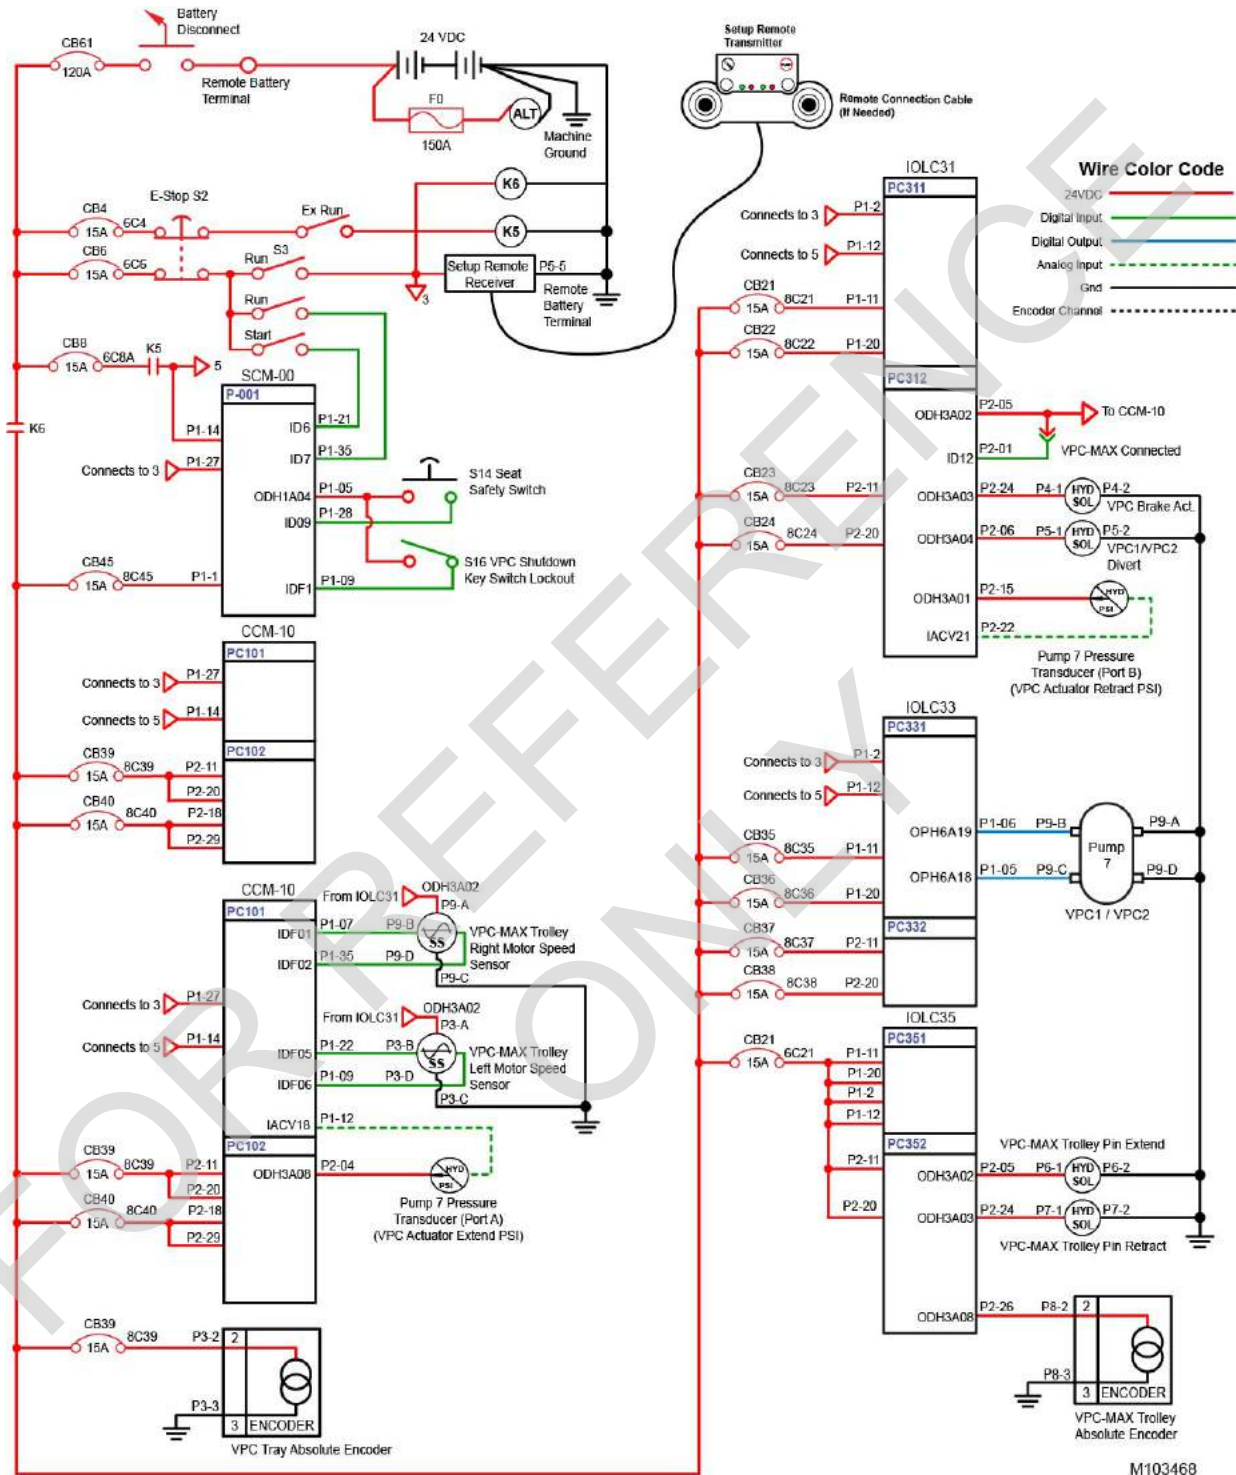 Battery
Disconnect
CB61
120A
Remote Battery
Terminal
24 VDC
F0
150A
ALT
Machine
Ground
Setup Remote
Transmitter
Remote Connection Cable
(If Needed)
Wire Color Code
24VDC
Digital Input
Digital Output
Analog Input
Gnd
Encoder Channel
E-Stop S2
CB4
15A
6C4
Ex Run
K6
K5
CB6
15A
6C6
Run
S3
Run
Start
3
Setup Remote
Receiver
P5-5
Remote
Battery
Terminal
CB8
15A
6C8A
K5
5
K6
SCM-00
P-001
P1-14
Connects to 3
P1-27
ID6
P1-21
ID7
P1-35
ODH1A04
P1-05
ID09
P1-28
IDF1
P1-09
S14 Seat
Safety Switch
S16 VPC Shutdown
Key Switch Lockout
CB45
15A
8C45
P1-1
CCM-10
PC101
Connects to 3
P1-27
Connects to 5
P1-14
PC102
CB39
15A
8C39
P2-11
P2-20
CB40
15A
8C40
P2-18
P2-29
CCM-10
PC101
From IOLC31
ODH3A02
P9-A
IDF01
P1-07
P9-B
SS
IDF02
P1-35
P9-D
P9-C
VPC-MAX Trolley
Right Motor Speed
Sensor
Connects to 3
P1-27
Connects to 5
P1-14
From IOLC31
ODH3A02
P3-A
IDF05
P1-22
P3-B
SS
IDF06
P1-09
P3-D
P3-C
VPC-MAX Trolley
Left Motor Speed
Sensor
IACV18
P1-12
PC102
CB39
15A
8C39
P2-11
P2-20
CB40
15A
8C40
P2-18
P2-29
ODH3A08
P2-04
HYD
PSI
Pump 7 Pressure
Transducer (Port A)
(VPC Actuator Extend PSI)
CB39
15A
8C39
P3-2
2
P3-3
3
ENCODER
VPC Tray Absolute Encoder
IOLC31
PC311
Connects to 3
P1-2
Connects to 5
P1-12
CB21
15A
8C21
P1-11
CB22
15A
8C22
P1-20
PC312
ODH3A02
P2-05
To CCM-10
ID12
P2-01
VPC-MAX Connected
CB23
15A
8C23
P2-11
ODH3A03
P2-24
P4-1
HYD
SOL
P4-2
VPC Brake Act.
CB24
15A
8C24
P2-20
ODH3A04
P2-06
P5-1
HYD
SOL
P5-2
VPC1/VPC2
Divert
ODH3A01
P2-15
HYD
PSI
IACV21
P2-22
Pump 7 Pressure
Transducer (Port B)
(VPC Actuator Retract PSI)
IOLC33
PC331
Connects to 3
P1-2
Connects to 5
P1-12
CB35
15A
8C35
P1-11
OPH6A19
P1-06
P9-B
P9-A
Pump
7
CB36
15A
8C36
P1-20
OPH6A18
P1-05
P9-C
P9-D
VPC1 / VPC2
PC332
CB37
15A
8C37
P2-11
CB38
15A
8C38
P2-20
IOLC35
PC351
CB21
15A
6C21
P1-11
P1-20
P1-2
P1-12
PC352
VPC-MAX Trolley Pin Extend
P2-11
ODH3A02
P2-05
P6-1
HYD
SOL
P6-2
P2-20
ODH3A03
P2-24
P7-1
HYD
SOL
P7-2
VPC-MAX Trolley Pin Retract
ODH3A08
P2-26
P8-2
2
P8-3
3
ENCODER
VPC-MAX Trolley
Absolute Encoder
M103468
FOR REFERENCE
ONLY